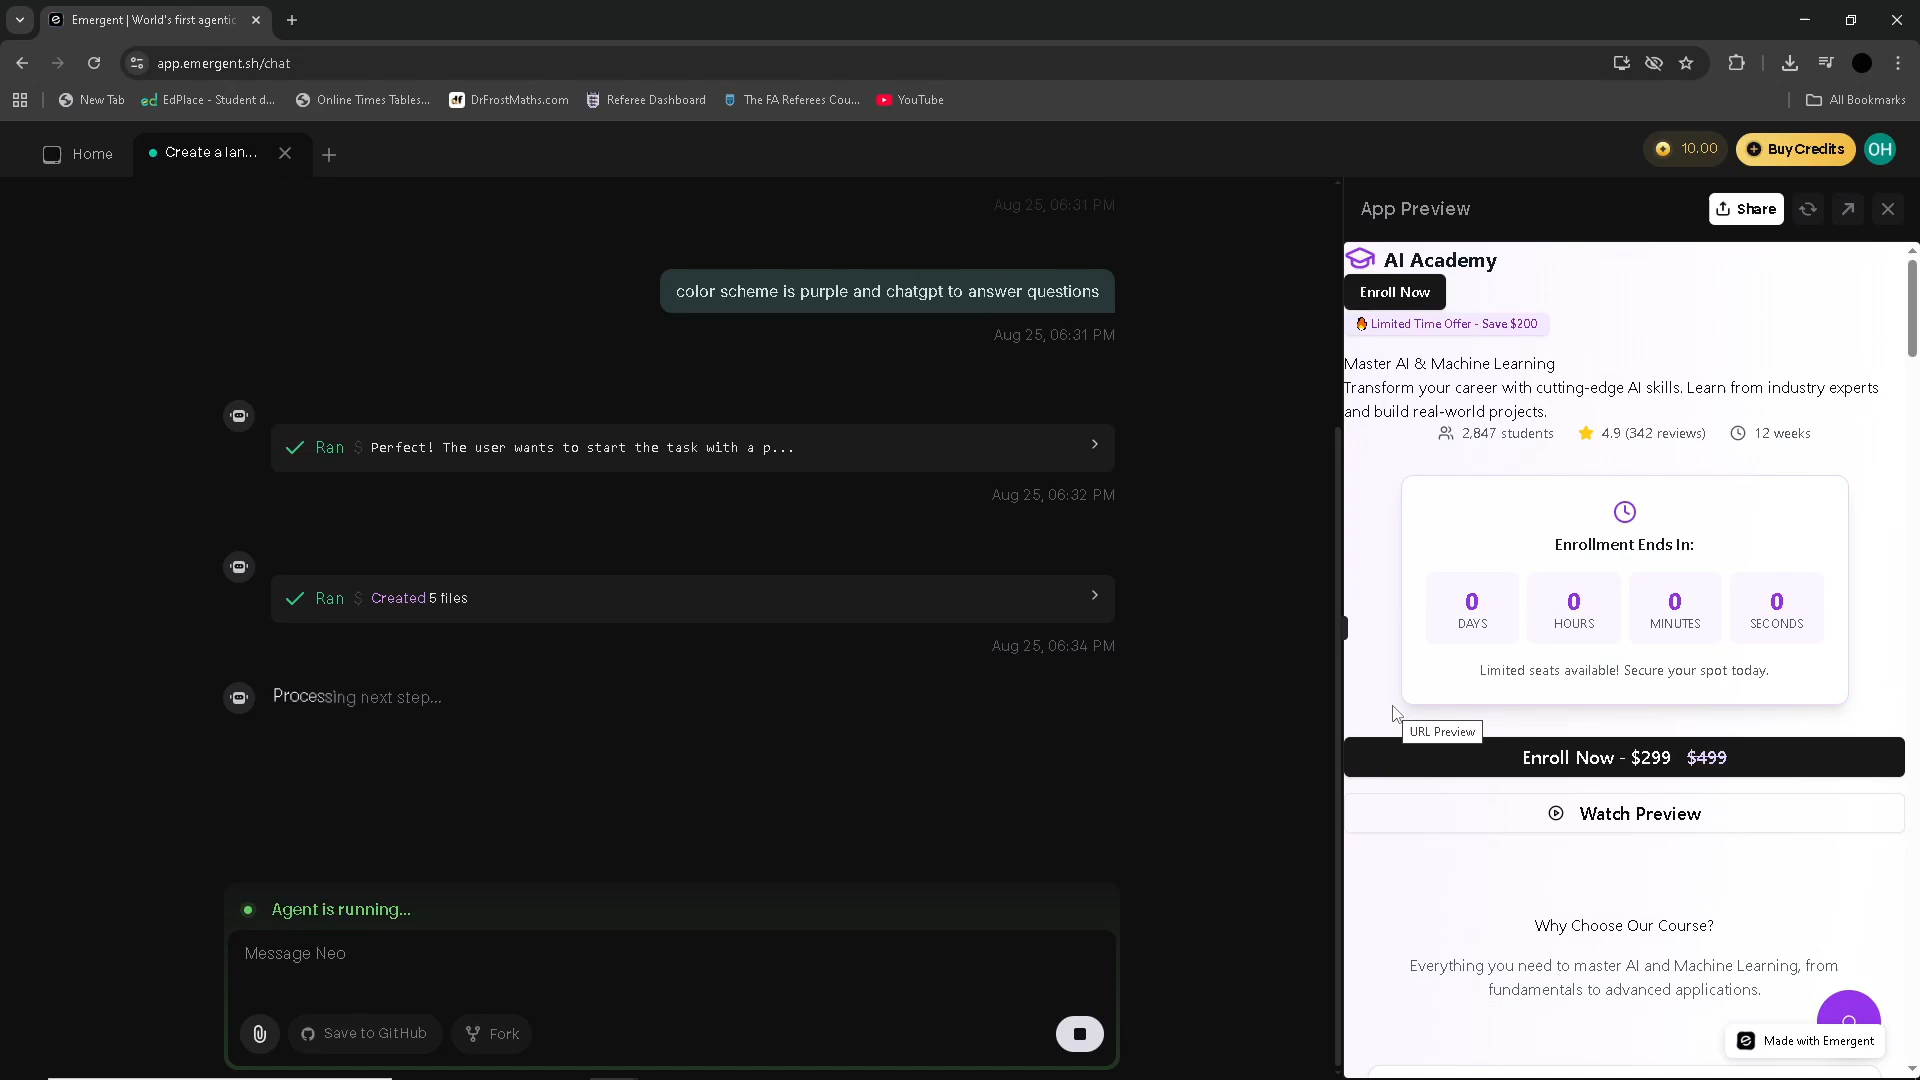 Emergent | World's first agentic
app.emergent.sh/chat
New Tab
EdPlace - Student d...
Online Times Tables...
DrFrostMaths.com
Referee Dashboard
The FA Referees Cou...
YouTube
All Bookmarks
Home
Create a lan...
10.00
Buy Credits
OH
Aug 25, 06:31 PM
color scheme is purple and chatgpt to answer questions
Aug 25, 06:31 PM
Ran $ Perfect! The user wants to start the task with a p...
Aug 25, 06:32 PM
Ran $ Created 5 files
Aug 25, 06:34 PM
Processing next step...
Agent is running...
Message Neo
Save to GitHub
Fork
App Preview
Share
AI Academy
Enroll Now
🔥 Limited Time Offer - Save $200
Master AI & Machine Learning
Transform your career with cutting-edge AI skills. Learn from industry experts
and build real-world projects.
2,847 students
4.9 (342 reviews)
12 weeks
Enrollment Ends In:
0 0 0 0
DAYS HOURS MINUTES SECONDS
Limited seats available! Secure your spot today.
URL Preview
Enroll Now - $299 $499
Watch Preview
Why Choose Our Course?
Everything you need to master AI and Machine Learning, from
fundamentals to advanced applications.
Made with Emergent